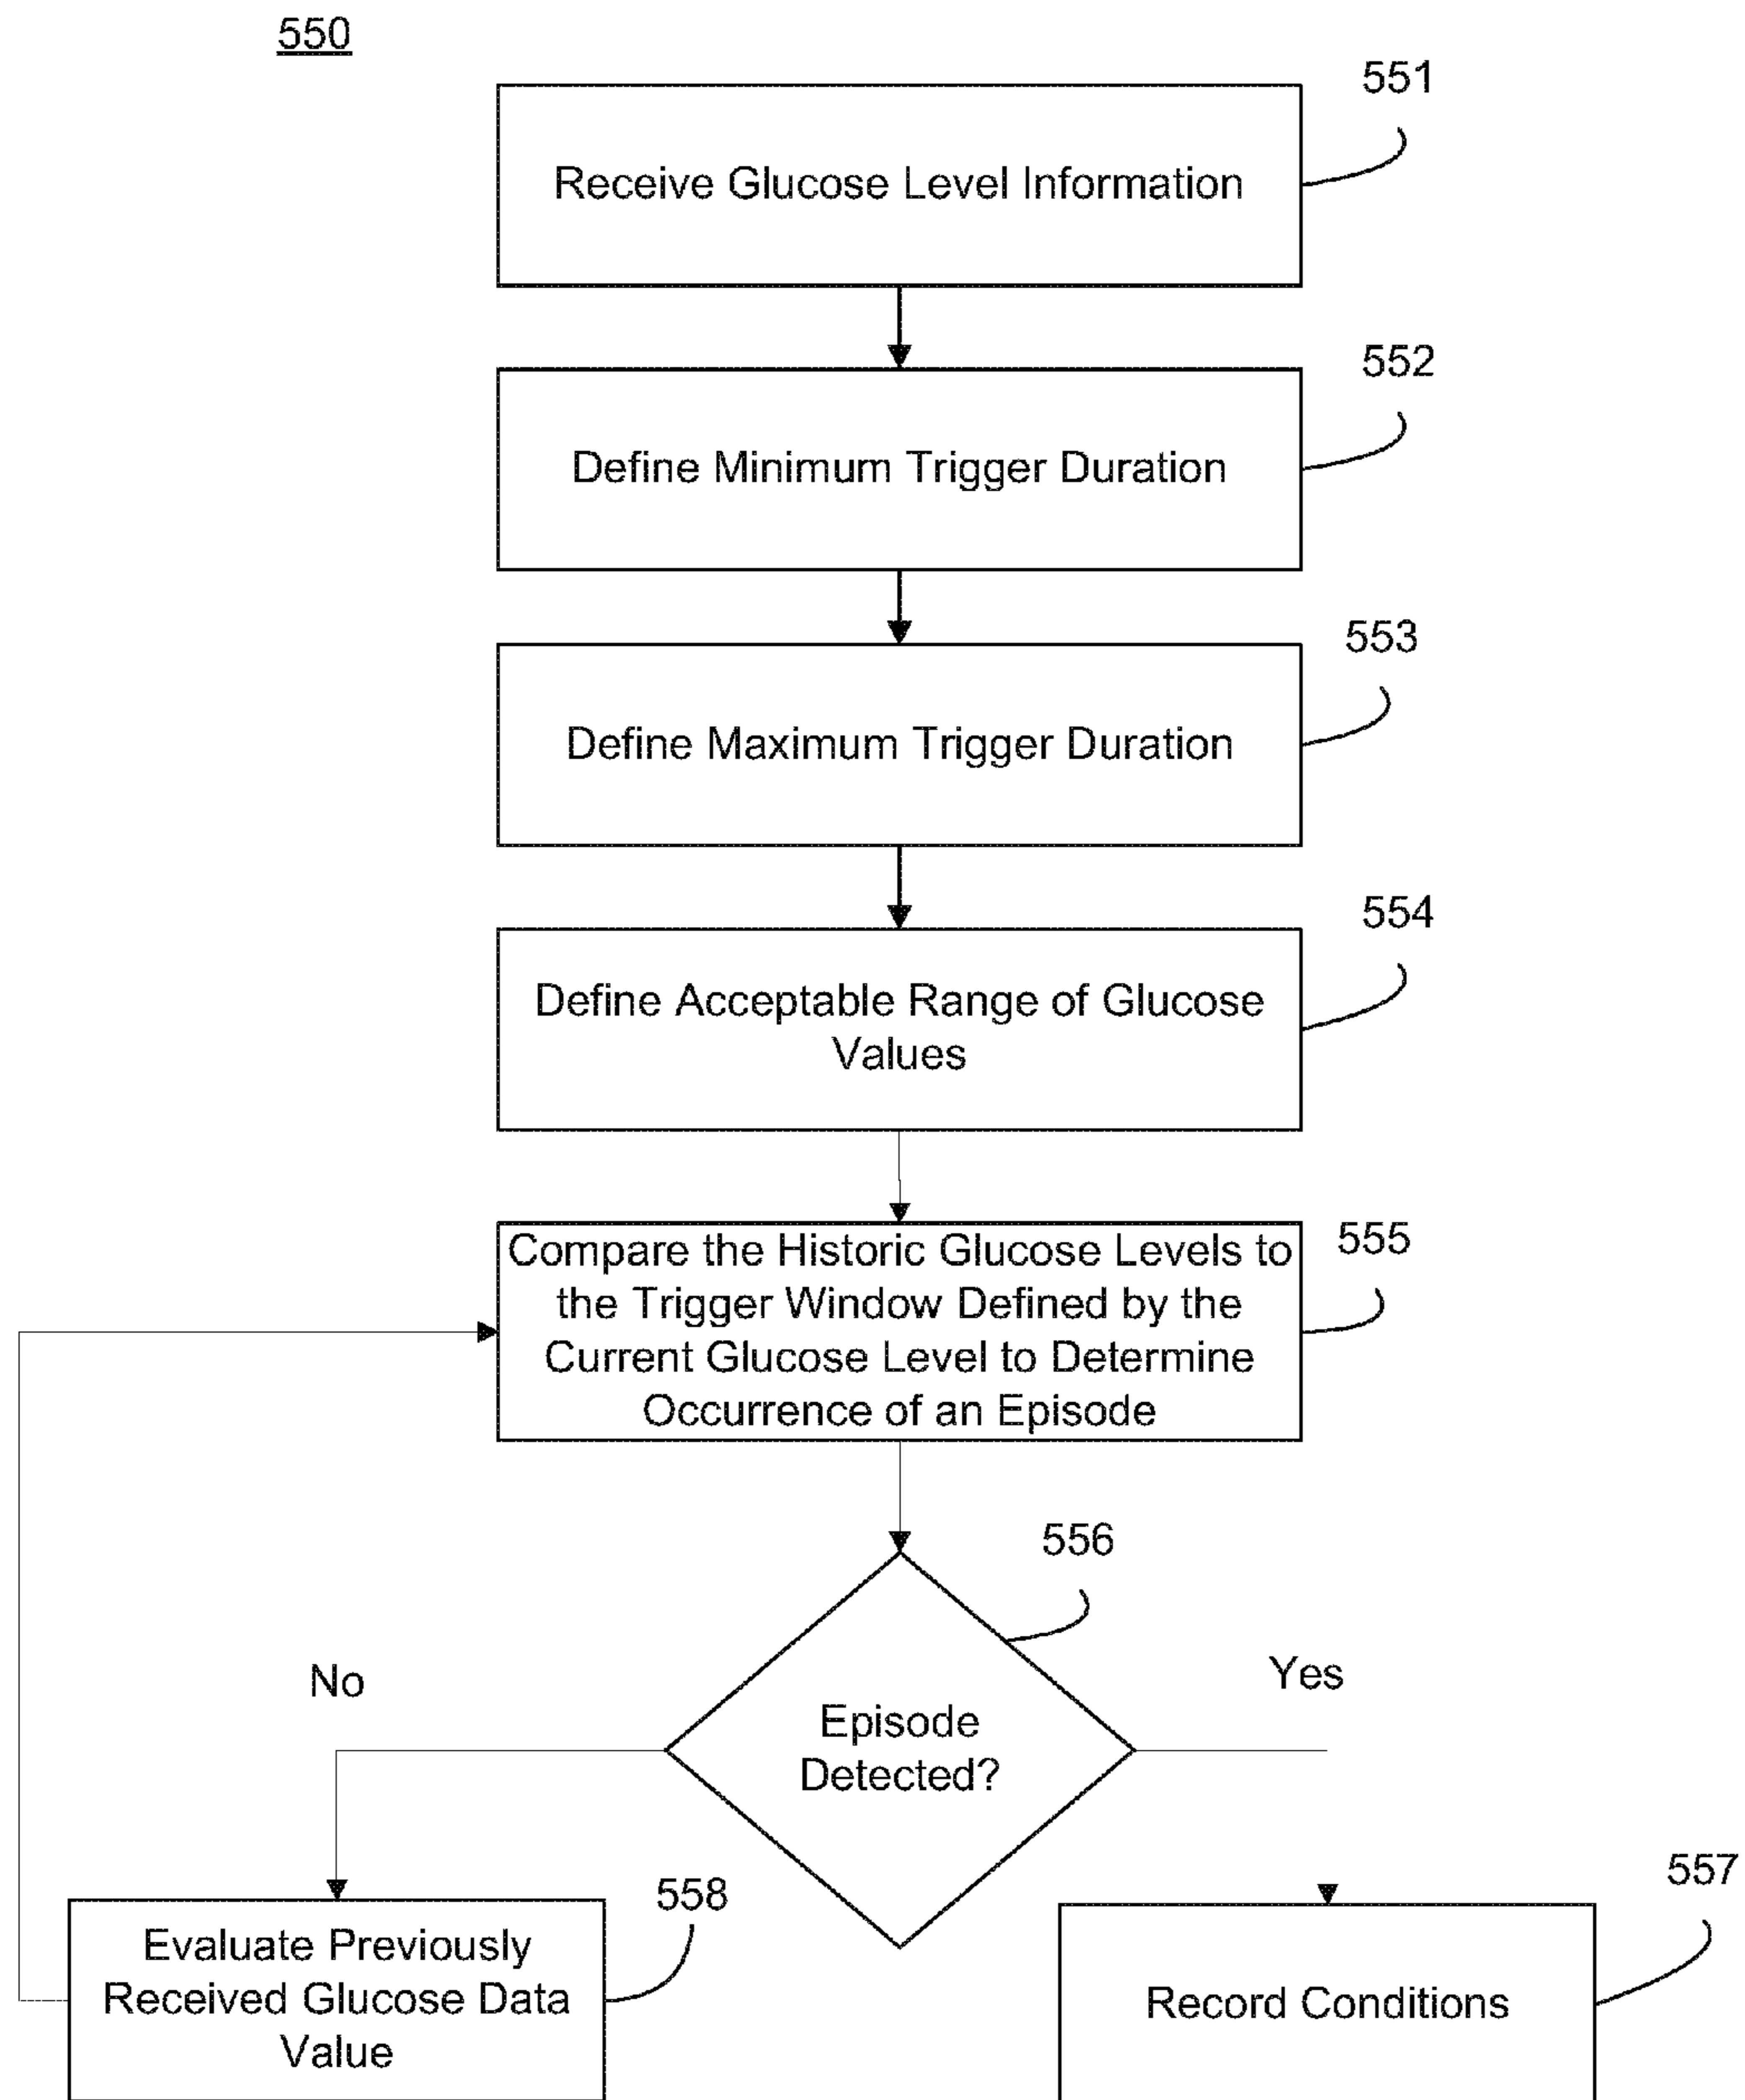 550
551
Receive Glucose Level Information
552
Define Minimum Trigger Duration
553
Define Maximum Trigger Duration
554
Define Acceptable Range of Glucose
Values
555
Compare the Historic Glucose Levels to
the Trigger Window Defined by the
Current Glucose Level to Determine
Occurrence of an Episode
556
No
Yes
Episode
Detected?
558
557
Evaluate Previously
Received Glucose Data
Value
Record Conditions